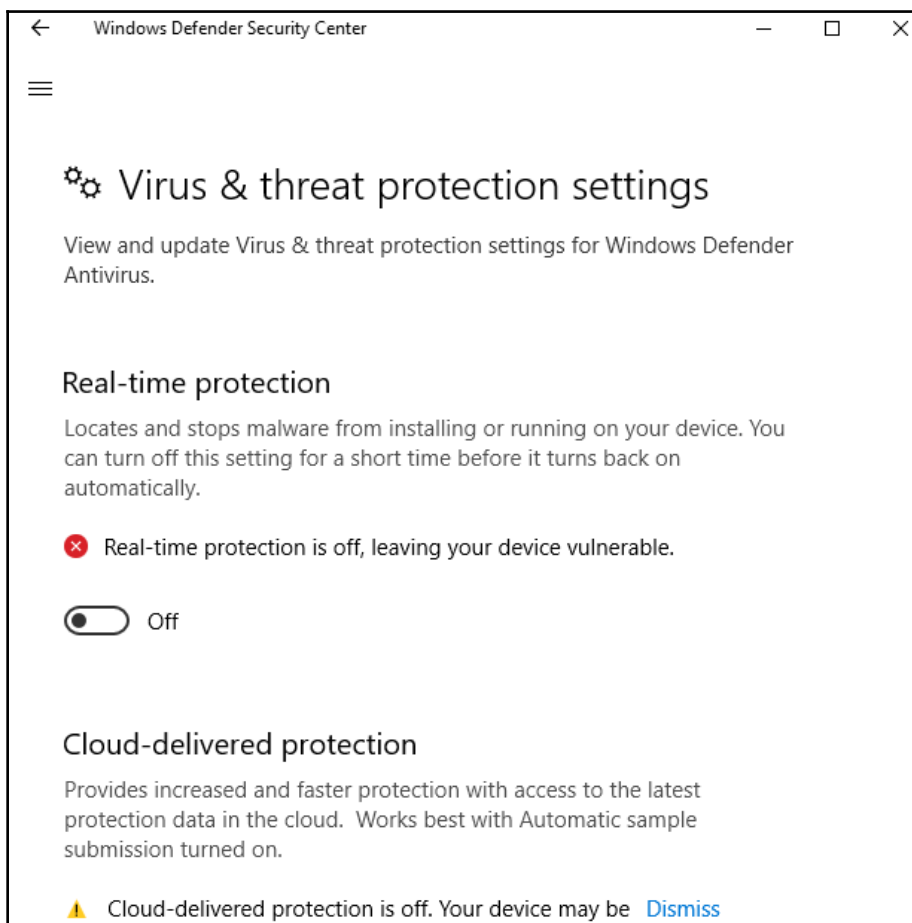 Windows Defender Security Center
Virus & threat protection settings
View and update Virus & threat protection settings for Windows Defender
Antivirus.
Real-time protection
Locates and stops malware from installing or running on your device. You
can turn off this setting for a short time before it turns back on
automatically.
Real-time protection is off, leaving your device vulnerable.
Off
Cloud-delivered protection
Provides increased and faster protection with access to the latest
protection data in the cloud.  Works best with Automatic sample
submission turned on.
Cloud-delivered protection is off. Your device may be Dismiss